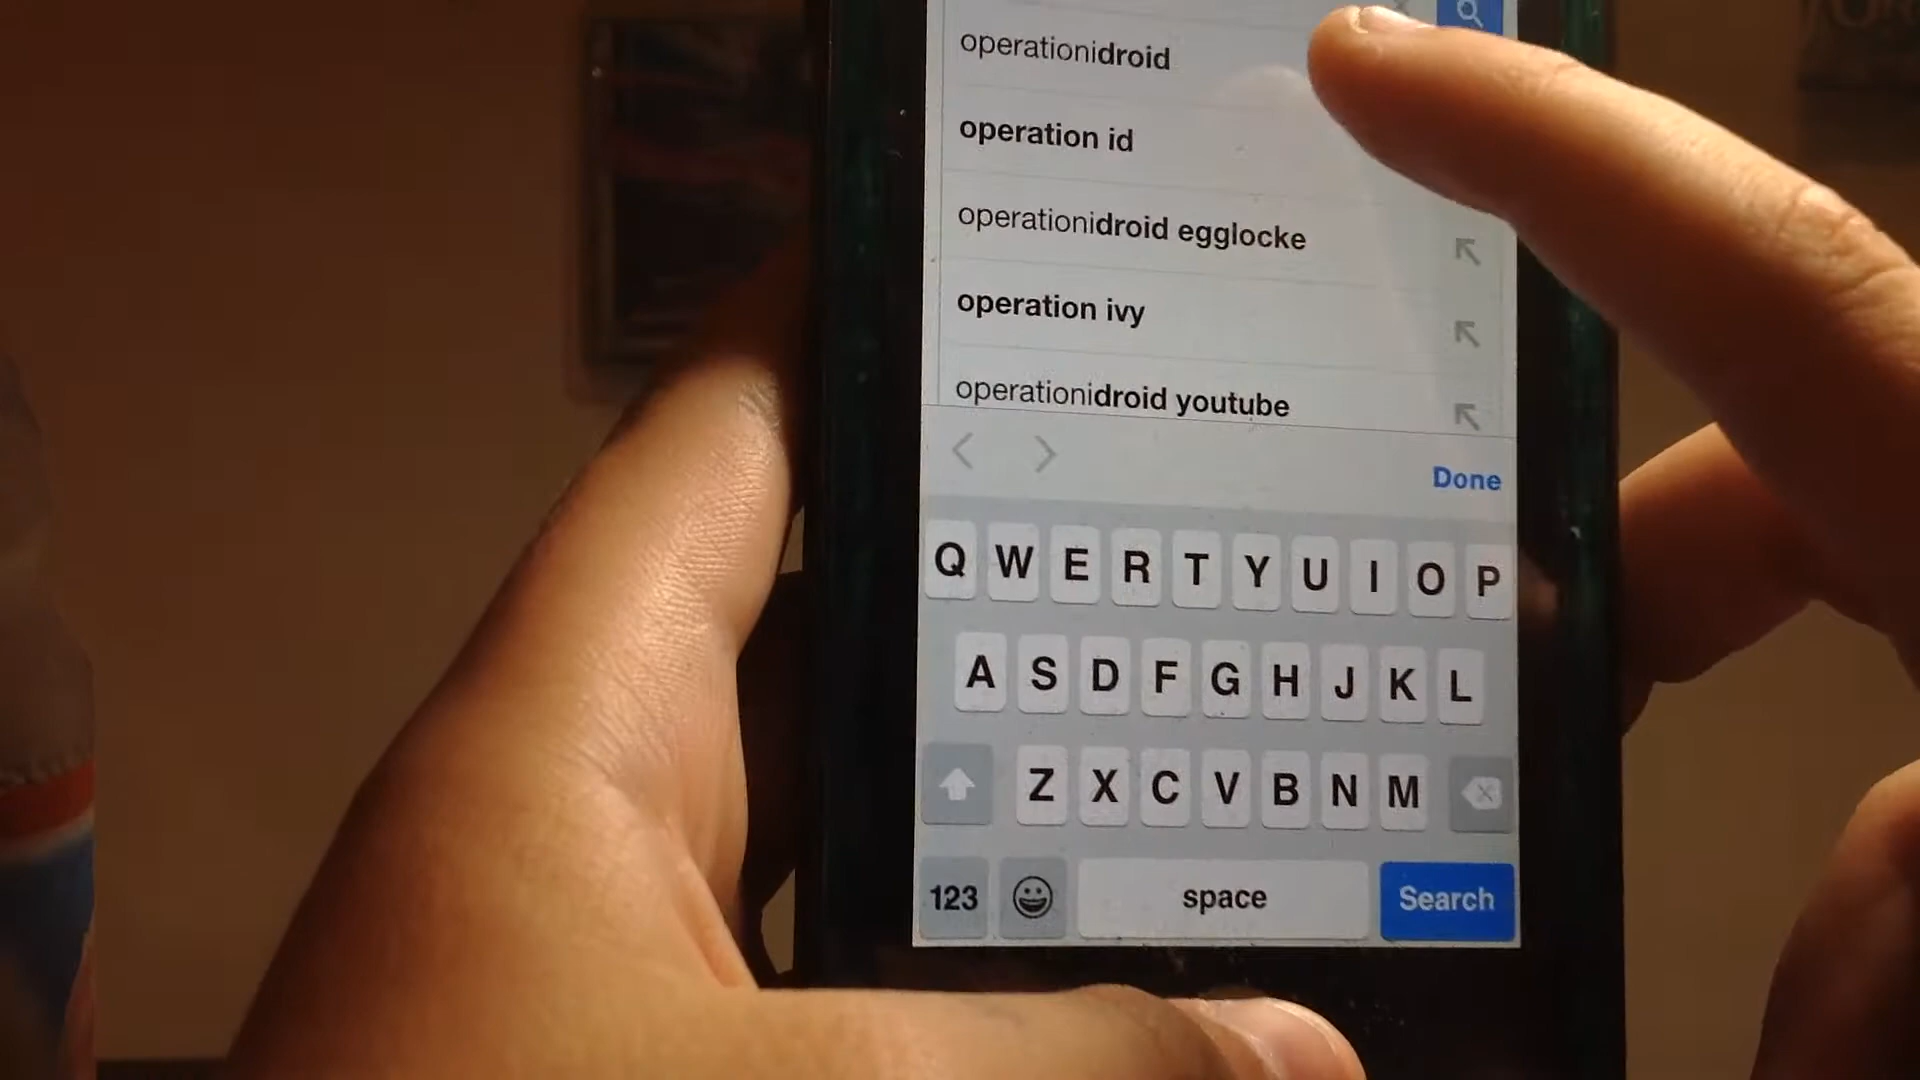 operationidroid
operation id
operationidroid egglocke
operation ivy
operationidroid youtube
Done
Q W E R T Y U I O P
A S D F G H J K L
Z X C V B N M
123 space Search